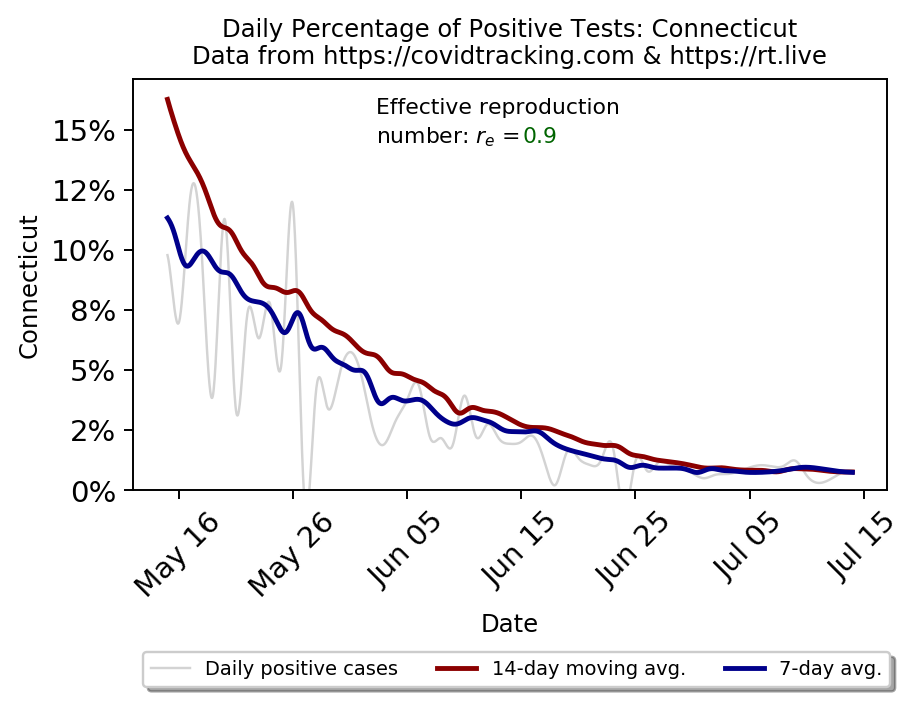 Daily Percentage of Positive Tests: Connecticut
Data from https://covidtracking.com & https://rt.live
Effective reproduction
number: rₑ =0.9
Connecticut
15%
12%
10%
8%
5%
2%
0%
May 16
May 26
Jun 05
Jun 15
Jun 25
Jul 05
Jul 15
Date
Daily positive cases
14-day moving avg.
7-day avg.